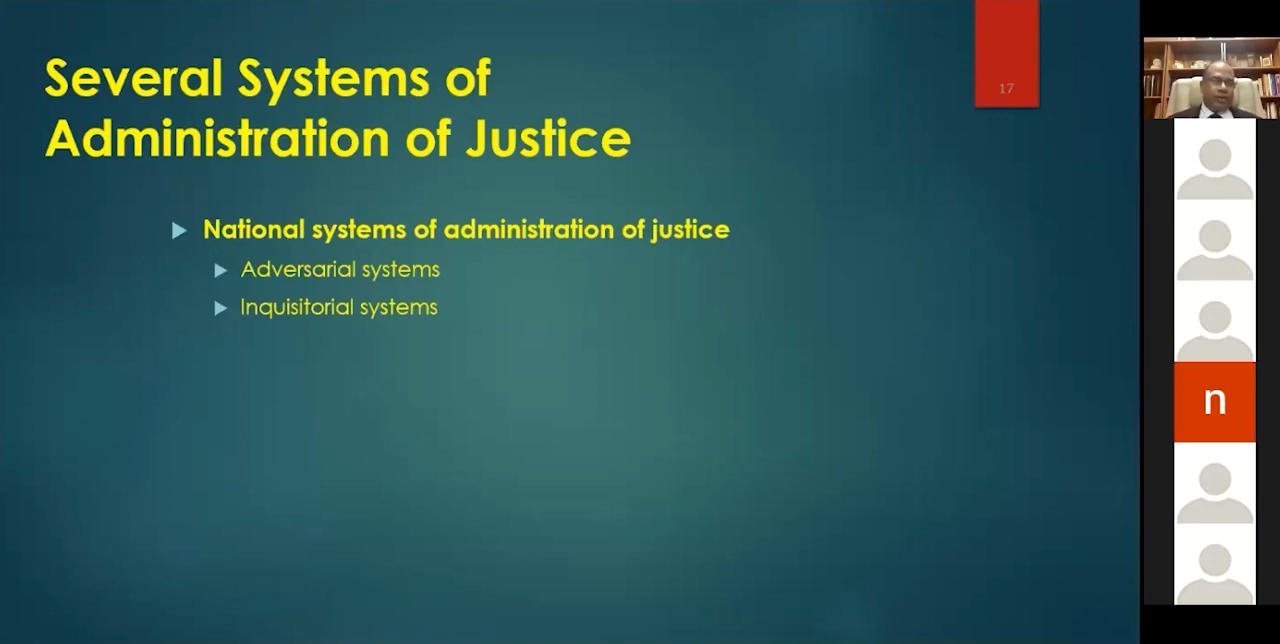 Several Systems of
Administration of Justice
17
National systems of administration of justice
Adversarial systems
Inquisitorial systems
n